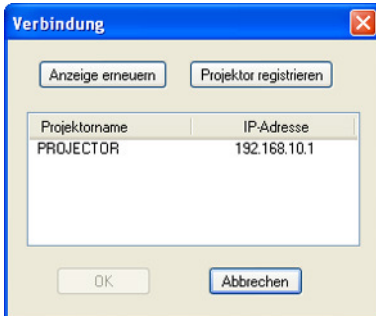 Verbindung
Anzeige erneuern Projektor registrieren
Projektorname IP-Adresse
PROJECTOR 192.168.10.1
OK Abbrechen